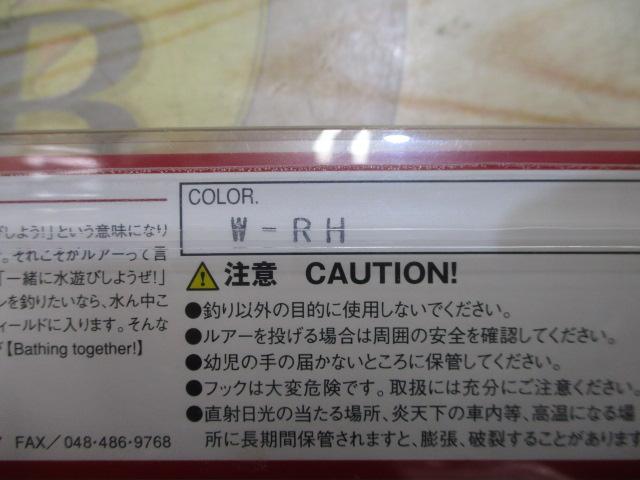 B
COLOR.
W-RH
びしよう!」という意味になり
。それこそがルアーって言
「一緒に水遊びしようぜ!」
ンを釣りたいなら、水ん中こ
ィールドに入ります。そんな
【Bathing together!】
FAX/048・486・9768
注意 CAUTION!
●釣り以外の目的に使用しないでください。
●ルアーを投げる場合は周囲の安全を確認してください。
●幼児の手の届かないところに保管してください。
●フックは大変危険です。取扱には充分にご注意ください。
●直射日光の当たる場所、炎天下の車内等、高温になる場
所に長期間保管されますと、膨張、破裂することがあります